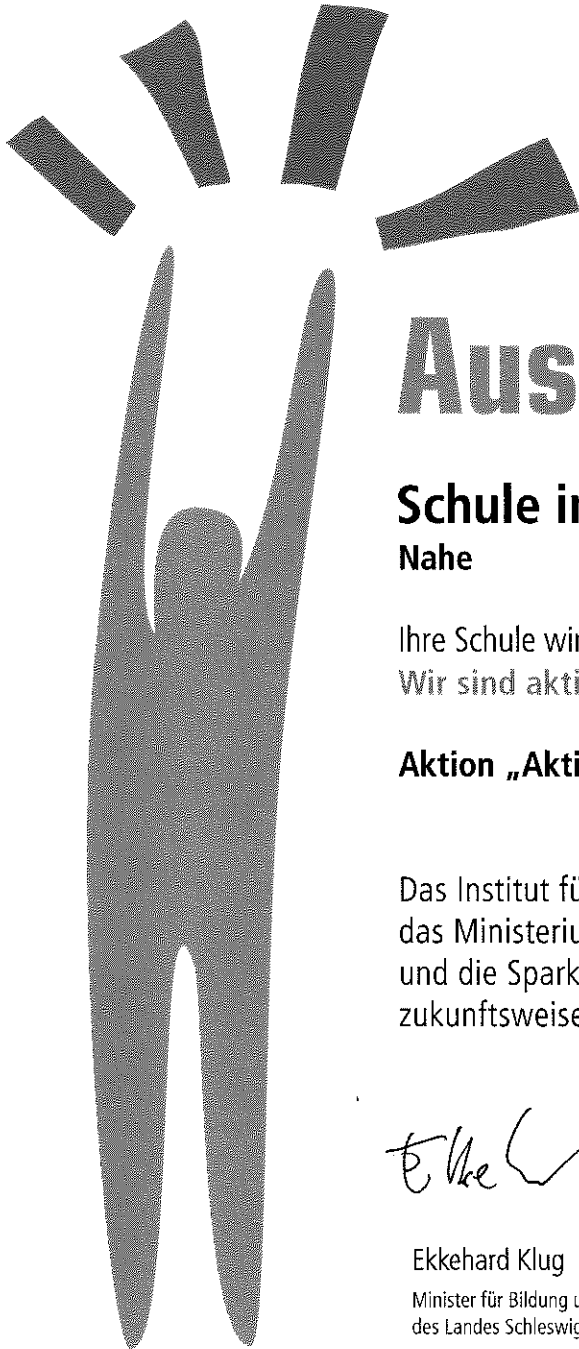 Aus
Schule in
Nahe
Ihre Schule wir
Wir sind akti
Aktion „Akti
Das Institut fü
das Ministeriu
und die Spark
zukunftsweise
Ekkehard Klug
Minister für Bildung u
des Landes Schleswig